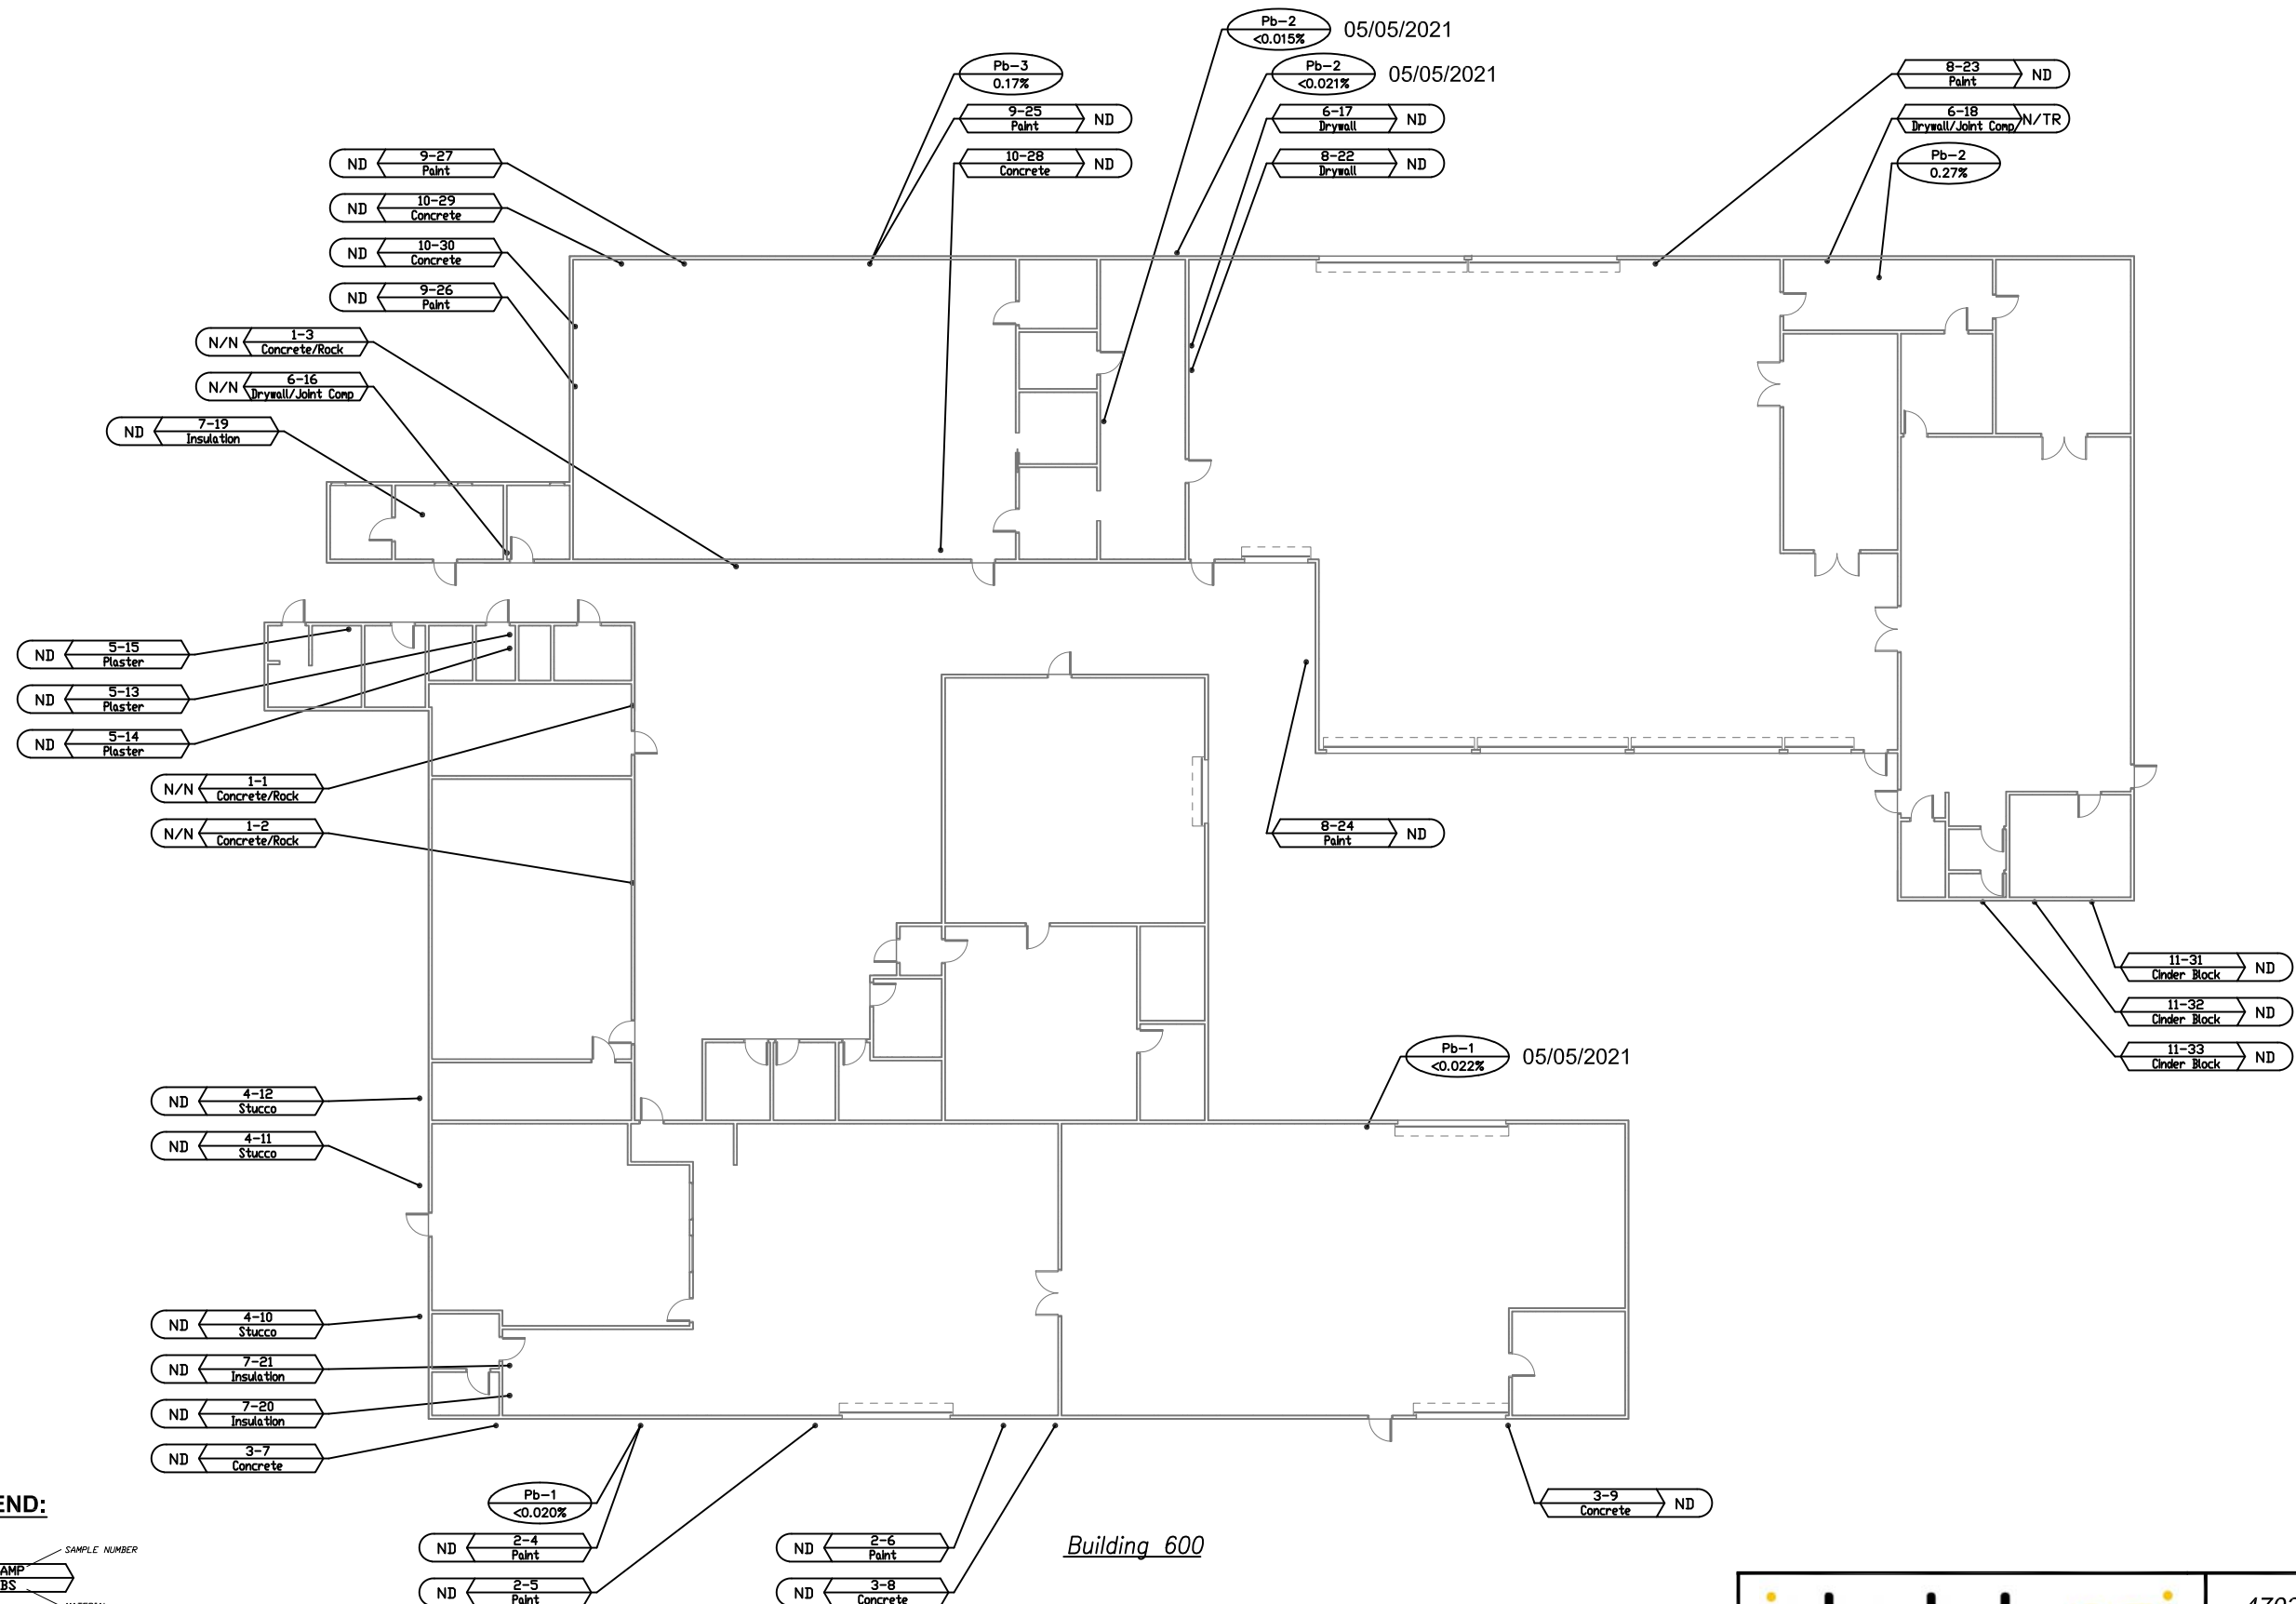 Pb-2
<0.015%
05/05/2021
Pb-3
0.17%
Pb-2
<0.021%
05/05/2021
8-23
Paint
ND
9-25
Paint
ND
6-17
Drywall
ND
6-18
Drywall/Joint Comp
N/TR
ND
9-27
Paint
10-28
Concrete
ND
8-22
Drywall
ND
Pb-2
0.27%
ND
10-29
Concrete
ND
10-30
Concrete
ND
9-26
Paint
N/N
1-3
Concrete/Rock
N/N
6-16
Drywall/Joint Comp
ND
7-19
Insulation
ND
5-15
Plaster
ND
5-13
Plaster
ND
5-14
Plaster
N/N
1-1
Concrete/Rock
N/N
1-2
Concrete/Rock
8-24
Paint
ND
11-31
Cinder Block
ND
11-32
Cinder Block
ND
11-33
Cinder Block
ND
Pb-1
<0.022%
05/05/2021
ND
4-12
Stucco
ND
4-11
Stucco
ND
4-10
Stucco
ND
7-21
Insulation
ND
7-20
Insulation
ND
3-7
Concrete
Pb-1
<0.020%
3-9
Concrete
ND
END:
SAMPLE NUMBER
AMP
BS
ND
2-4
Paint
ND
2-6
Paint
Building 600
ND
2-5
Paint
ND
3-8
Concrete